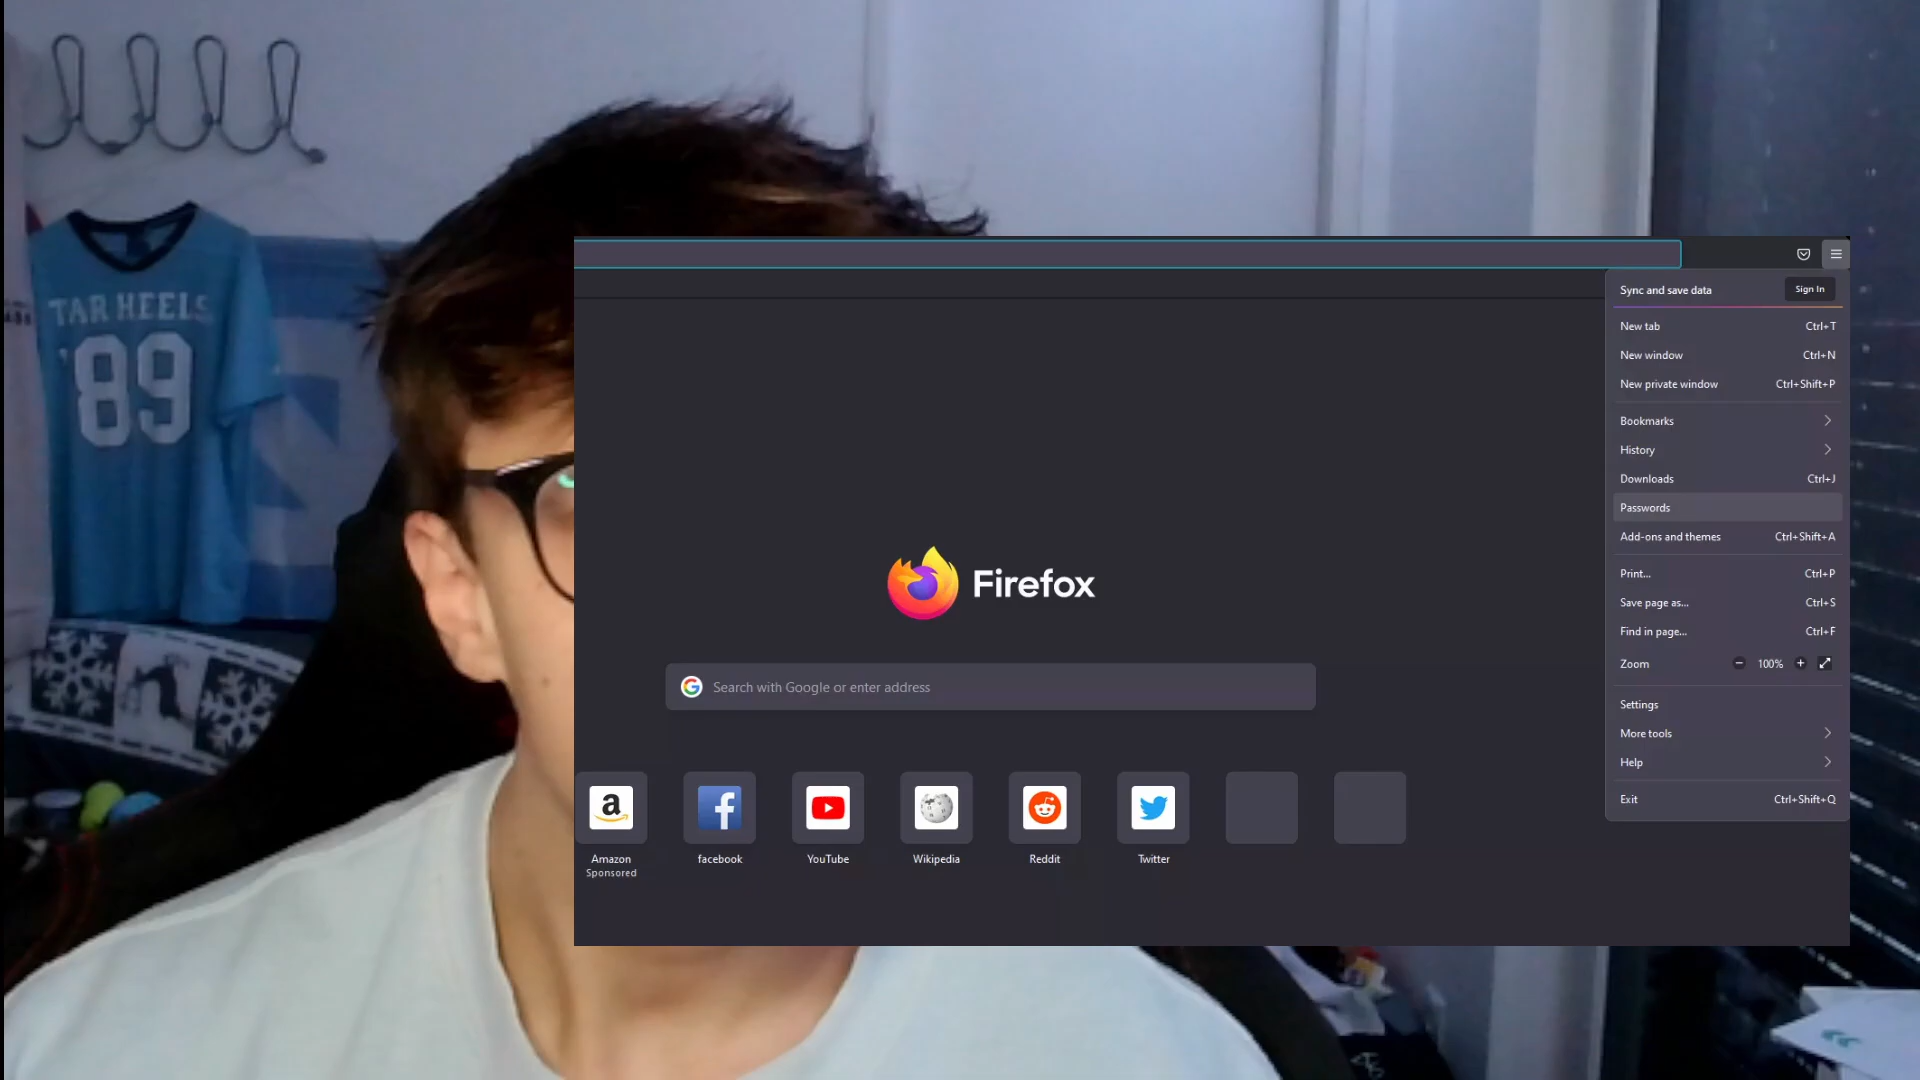 TAR HEELS
'89
Sync and save data Sign In
New tab Ctrl+T
New window Ctrl+N
New private window Ctrl+Shift+P
Bookmarks
History
Downloads Ctrl+J
Passwords
Add-ons and themes Ctrl+Shift+A
Print... Ctrl+P
Save page as... Ctrl+S
Find in page... Ctrl+F
Zoom − 100% +
Settings
More tools
Help
Exit Ctrl+Shift+Q
Firefox
Search with Google or enter address
Amazon
Sponsored
facebook
YouTube
Wikipedia
Reddit
Twitter